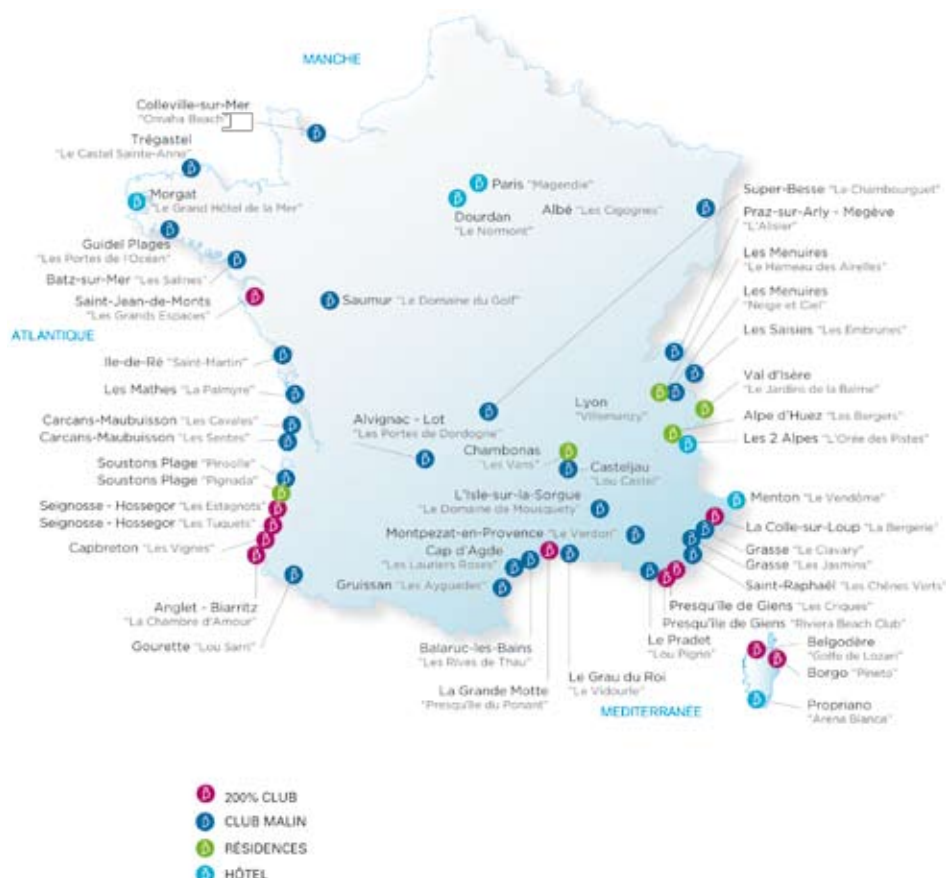 MANCHE
Colleville-sur-Mer
"Omaha Beach"
Trégastel
"Le Castel Sainte-Anne"
Morgat
"Le Grand Hôtel de la Mer"
Guidel Plages
"Les Portes de l'Océan"
Batz-sur-Mer "Les Salines"
Saint-Jean-de-Monts
"Les Grands Espaces"
ATLANTIQUE
Paris "Magendie"
Dourdan
"Le Normont"
Albé "Les Cigognes"
Saumur "Le Domaine du Golf"
Super-Besse "Le Chambourguet"
Praz-sur-Arly - Megève
"L'Alisier"
Les Menuires
"Le Hameau des Airelles"
Les Menuires
"Neige et Ciel"
Les Saisies "Les Embrunes"
Val d'Isère
"Le Jardins de la Balme"
Alpe d'Huez "Les Bergers"
Les 2 Alpes "L'Orée des Pistes"
Lyon
"Villemanzy"
Ile-de-Ré "Saint-Martin"
Les Mathes "La Palmyre"
Carcans-Maubuisson "Les Cavales"
Carcans-Maubuisson "Les Sentes"
Soustons Plage "Pinsolle"
Soustons Plage "Pignada"
Seignosse - Hossegor "Les Estagnots"
Seignosse - Hossegor "Les Tuquets"
Capbreton "Les Vignes"
Anglet - Biarritz
"La Chambre d'Amour"
Gourette "Lou Sarri"
Alvignac - Lot
"Les Portes de Dordogne"
Chambonas
"Les Vans"
Casteljau
"Lou Castel"
L'Isle-sur-la-Sorgue
"Le Domaine de Mousquety"
Montpezat-en-Provence "Le Verdon"
Cap d'Agde
"Les Lauriers Roses"
Gruissan "Les Ayguades"
Balaruc-les-Bains
"Les Rives de Thau"
La Grande Motte
"Presqu'île du Ponant"
Le Grau du Roi
"Le Vidourle"
Menton "Le Vendôme"
La Colle-sur-Loup "La Bergerie"
Grasse "Le Clavary"
Grasse "Les Jasmins"
Saint-Raphaël "Les Chênes Verts"
Presqu'île de Giens "Les Criques"
Presqu'île de Giens "Riviera Beach Club"
Le Pradet
"Lou Pigno"
MEDITERRANÉE
Belgodère
"Golfe de Lozari"
Borgo "Pineto"
Propriano
"Arena Bianca"
200% CLUB
CLUB MALIN
RÉSIDENCES
HÔTEL